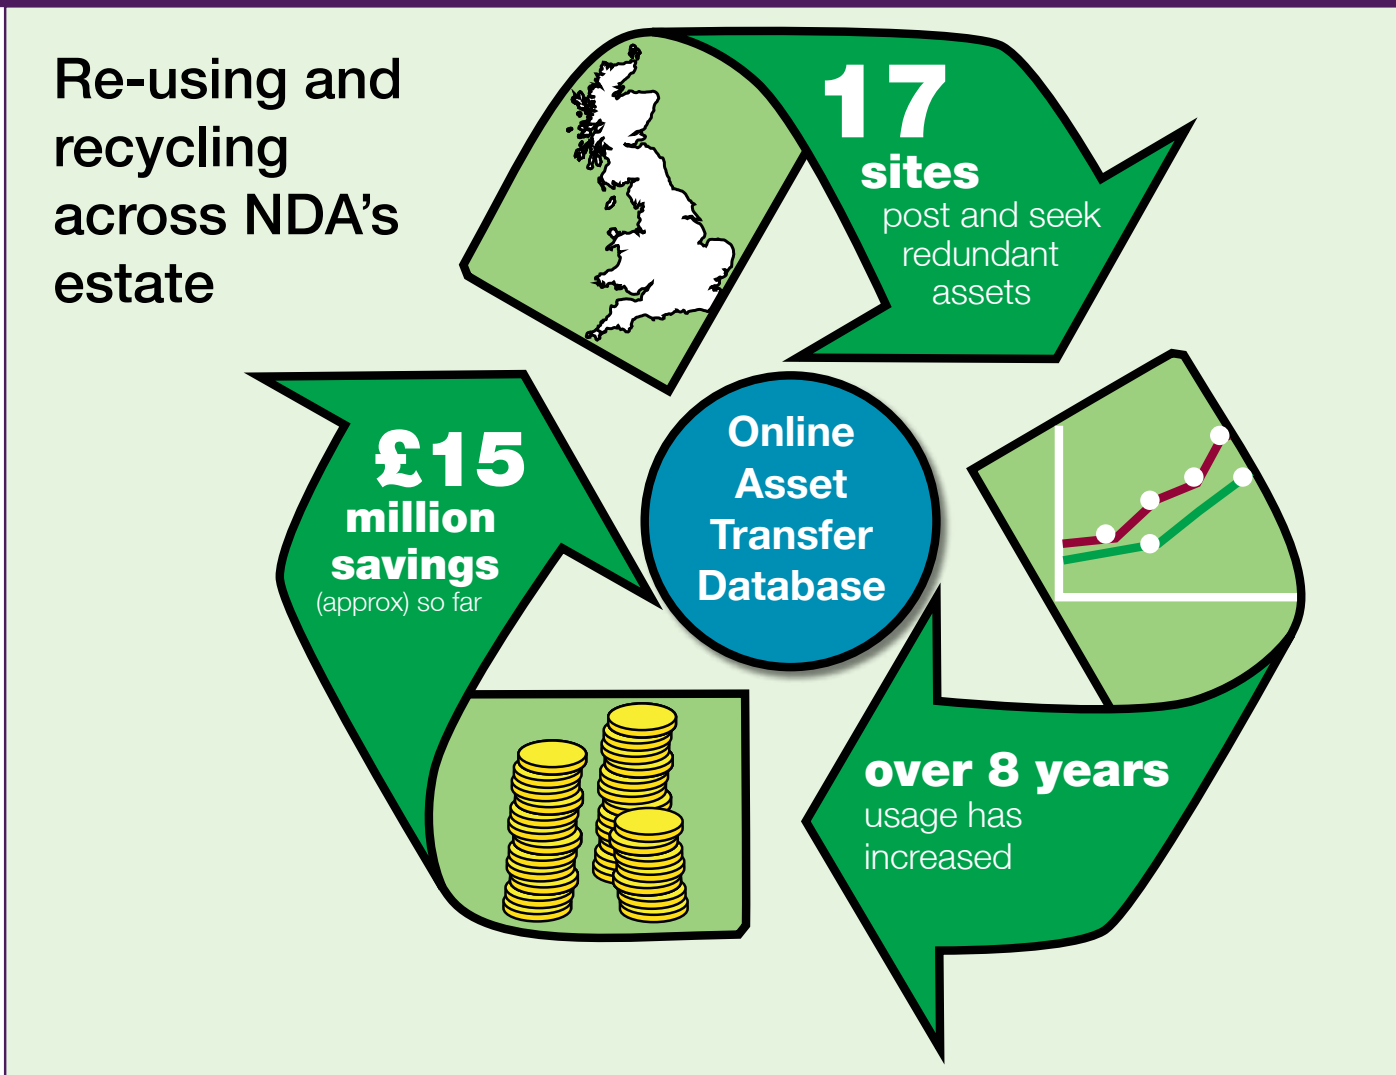 Re-using and
recycling
across NDA’s
estate
17
sites
post and seek
redundant
assets
£15
million
savings
(approx) so far
Online
Asset
Transfer
Database
over 8 years
usage has
increased